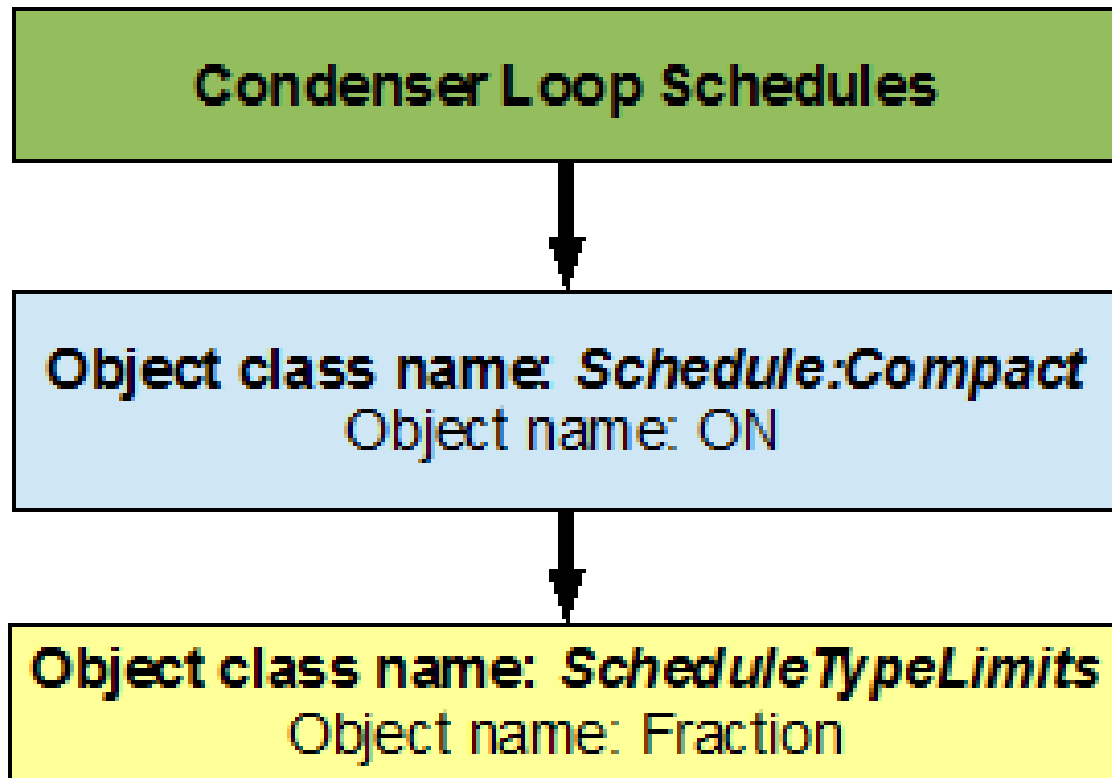 Condenser Loop Schedules
Object class name: Schedule:Compact
Object name: ON
Object class name: ScheduleTypeLimits
Object name: Fraction